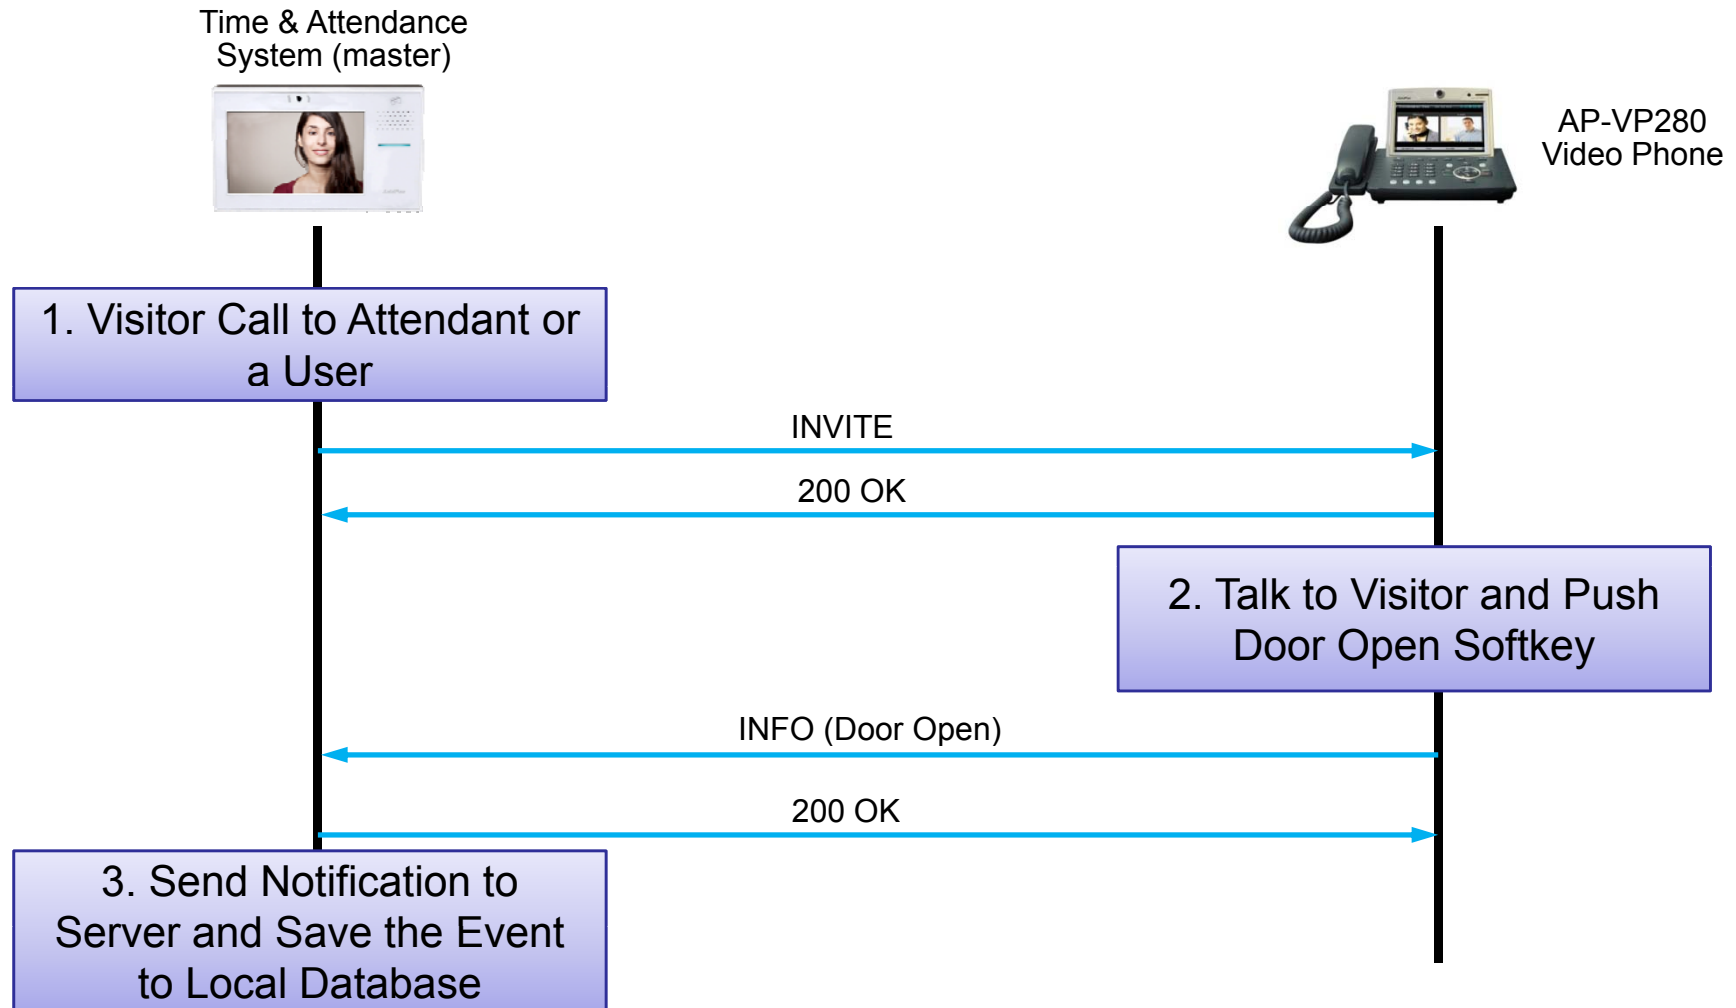 Time & Attendance
System (master)
AP-VP280
Video Phone
1. Visitor Call to Attendant or
a User
INVITE
200 OK
2. Talk to Visitor and Push
Door Open Softkey
INFO (Door Open)
200 OK
3. Send Notification to
Server and Save the Event
to Local Database